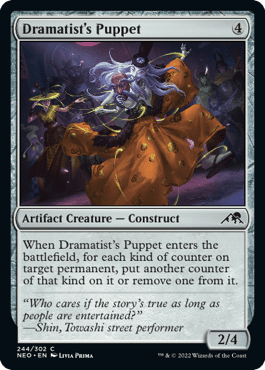 Dramatist's Puppet 4
Artifact Creature — Construct
When Dramatist's Puppet enters the
battlefield, for each kind of counter on
target permanent, put another counter
of that kind on it or remove one from it.
"Who cares if the story's true as long as
people are entertained?"
—Shin, Towashi street performer
2/4
244/302 C
NEO • EN LIVIA PRIMA
™ & © 2022 Wizards of the Coast